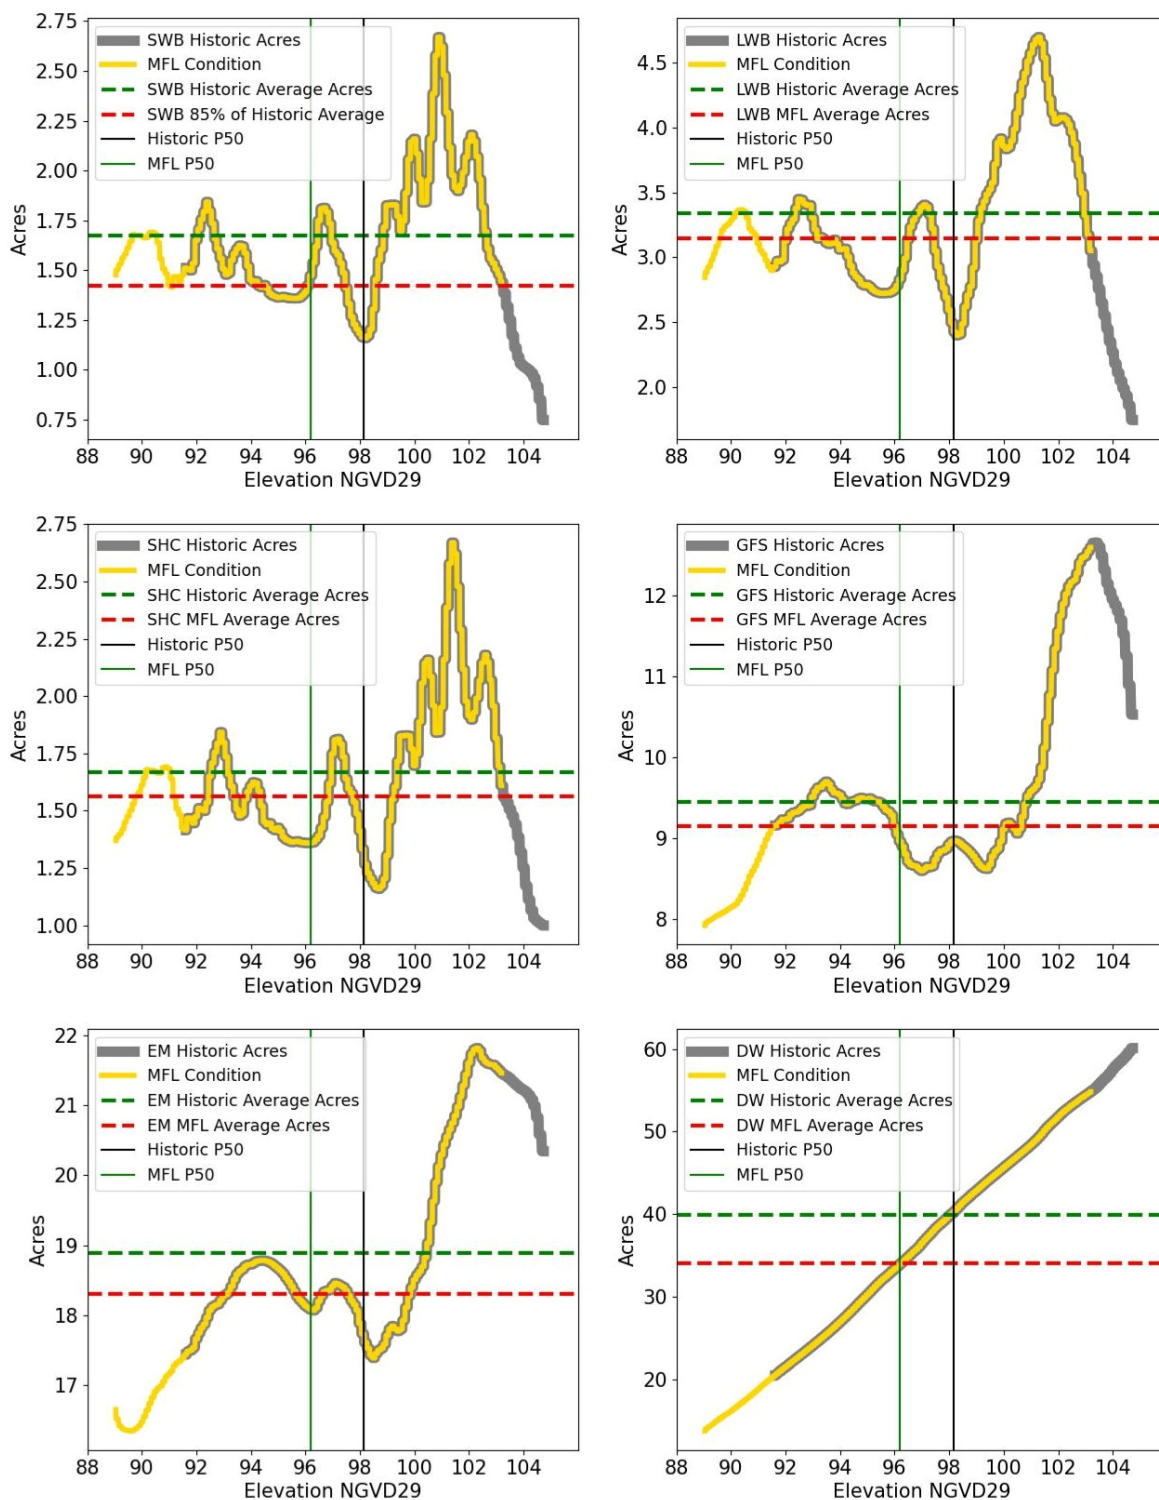 2.75
2.50
2.25
2.00
1.75
1.50
1.25
1.00
0.75
Acres
SWB Historic Acres
MFL Condition
SWB Historic Average Acres
SWB 85% of Historic Average
Historic P50
MFL P50
88 90 92 94 96 98 100 102 104
Elevation NGVD29
4.5
4.0
3.5
3.0
2.5
2.0
Acres
LWB Historic Acres
MFL Condition
LWB Historic Average Acres
LWB MFL Average Acres
Historic P50
MFL P50
88 90 92 94 96 98 100 102 104
Elevation NGVD29
2.75
2.50
2.25
2.00
1.75
1.50
1.25
1.00
Acres
SHC Historic Acres
MFL Condition
SHC Historic Average Acres
SHC MFL Average Acres
Historic P50
MFL P50
88 90 92 94 96 98 100 102 104
Elevation NGVD29
12
11
10
9
8
Acres
GFS Historic Acres
MFL Condition
GFS Historic Average Acres
GFS MFL Average Acres
Historic P50
MFL P50
88 90 92 94 96 98 100 102 104
Elevation NGVD29
22
21
20
19
18
17
Acres
EM Historic Acres
MFL Condition
EM Historic Average Acres
EM MFL Average Acres
Historic P50
MFL P50
88 90 92 94 96 98 100 102 104
Elevation NGVD29
60
50
40
30
20
Acres
DW Historic Acres
MFL Condition
DW Historic Average Acres
DW MFL Average Acres
Historic P50
MFL P50
88 90 92 94 96 98 100 102 104
Elevation NGVD29